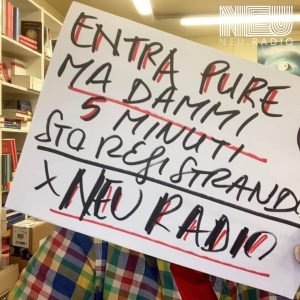 NEU
NEU RADIO
ENTRA PURE
MA DAMMI
5 MINUTI
STO REGISTRANDO
X NEU RADIO